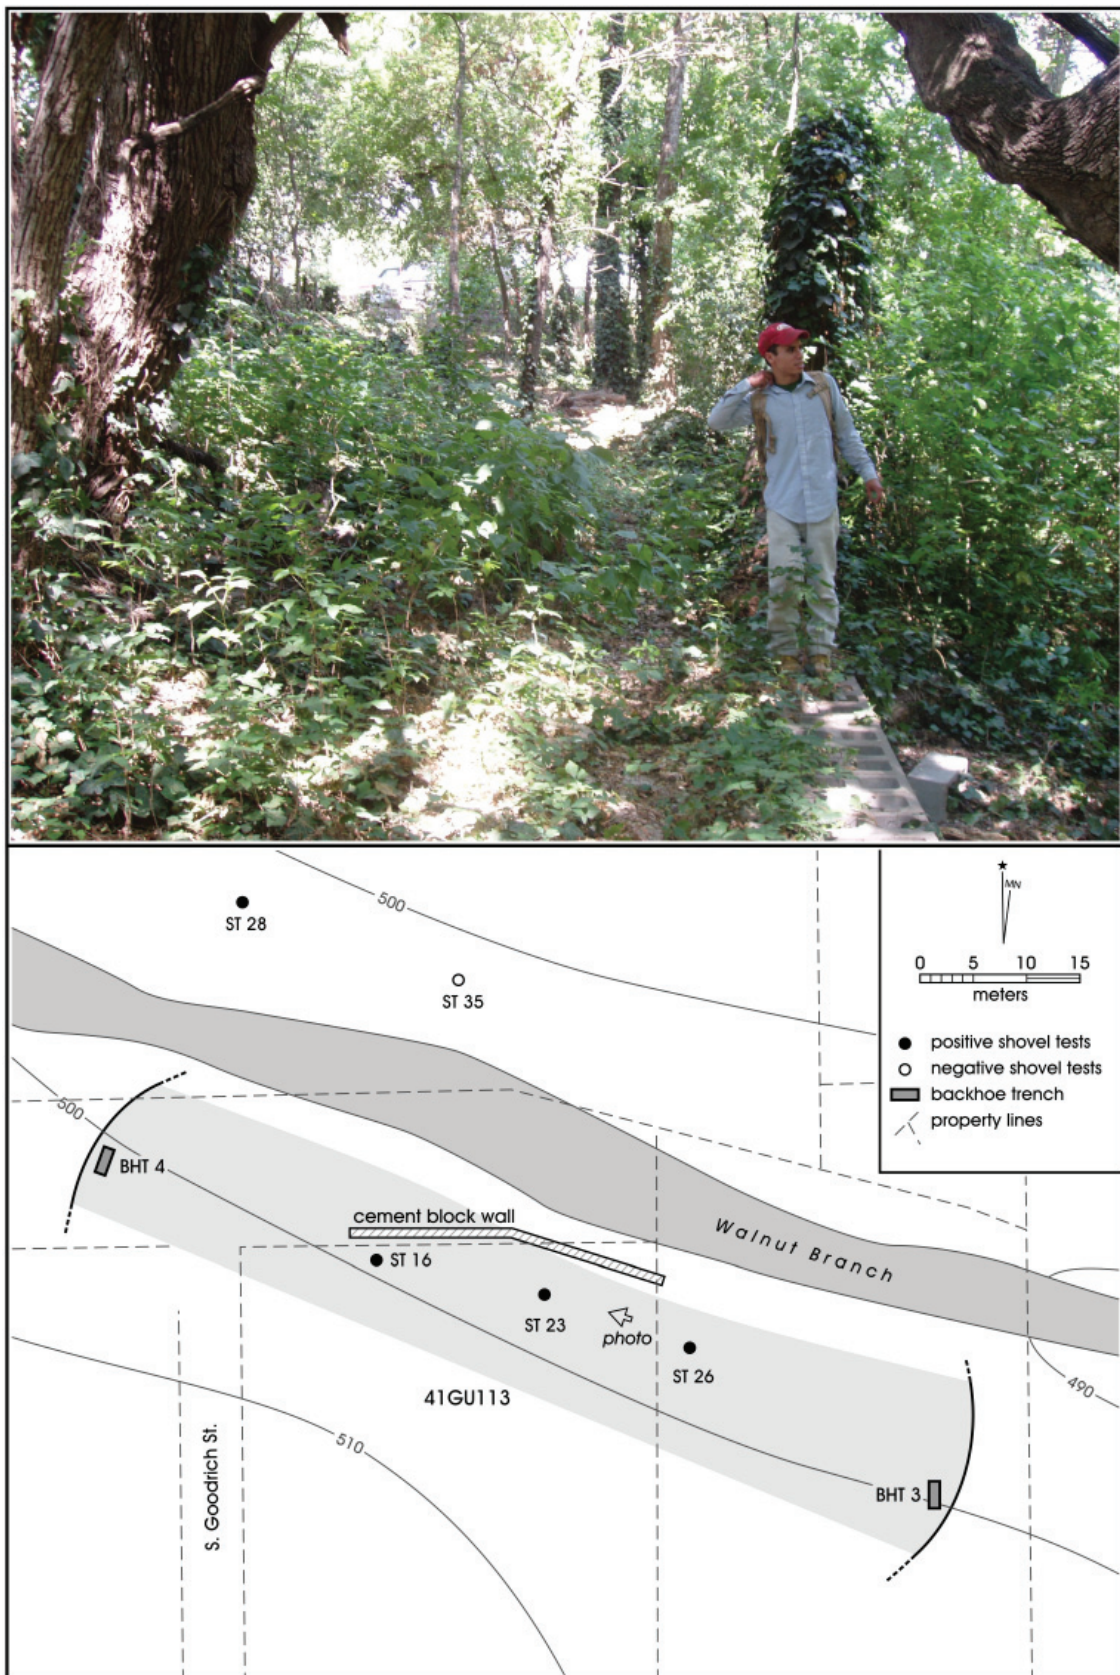 500
ST 28
ST 35
MN
0 5 10 15
meters
positive shovel tests
negative shovel tests
backhoe trench
property lines
500
BHT 4
cement block wall
ST 16
Walnut Branch
ST 23
photo
ST 26
41GU113
490
510
S. Goodrich St.
BHT 3